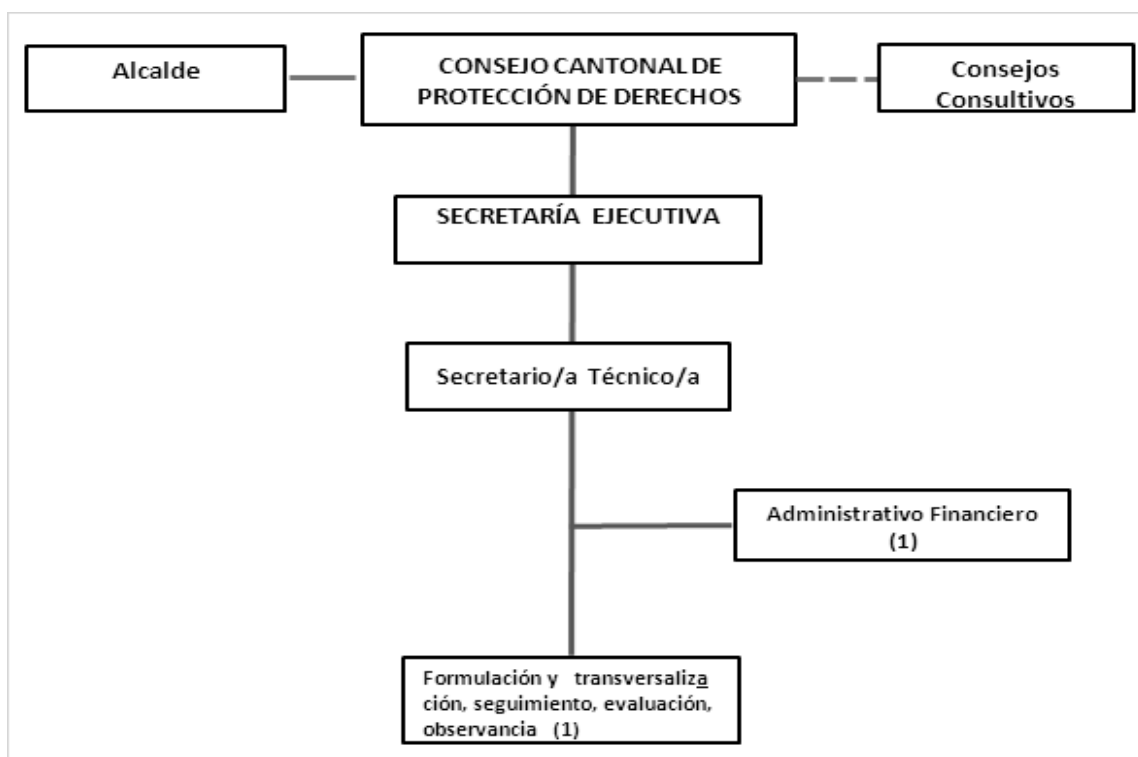 Alcalde
CONSEJO CANTONAL DE
PROTECCIÓN DE DERECHOS
Consejos
Consultivos
SECRETARÍA EJECUTIVA
Secretario/a Técnico/a
Administrativo Financiero
(1)
Formulación y transversaliza
ción, seguimiento, evaluación,
observancia (1)